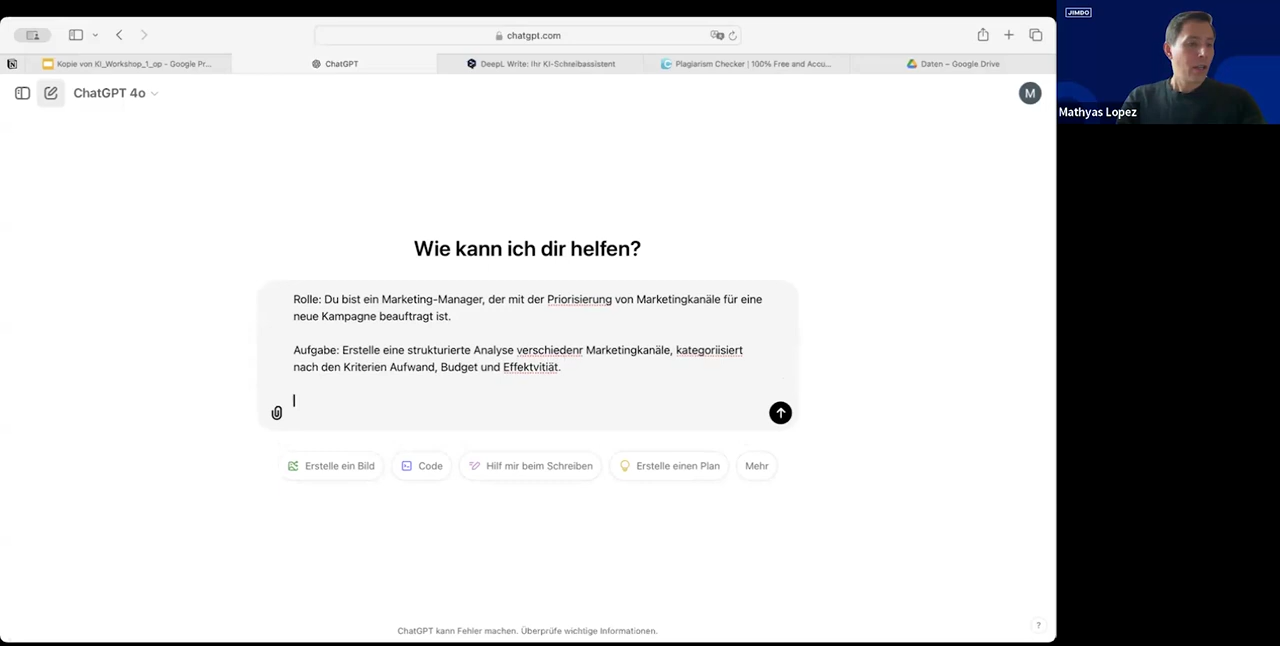 chatgpt.com
JIMDO
Kopie von KI_Workshop_1_op - Google Pr...
ChatGPT
DeepL Write: Ihr KI-Schreibassistent
Plagiarism Checker | 100% Free and Accu...
Daten – Google Drive
ChatGPT 4o
M
Mathyas Lopez
Wie kann ich dir helfen?
Rolle: Du bist ein Marketing-Manager, der mit der Priorisierung von Marketingkanäle für eine
neue Kampagne beauftragt ist.
Aufgabe: Erstelle eine strukturierte Analyse verschiedenr Marketingkanäle, kategoriisiert
nach den Kriterien Aufwand, Budget und Effektvitiät.
Erstelle ein Bild
Code
Hilf mir beim Schreiben
Erstelle einen Plan
Mehr
ChatGPT kann Fehler machen. Überprüfe wichtige Informationen.
?